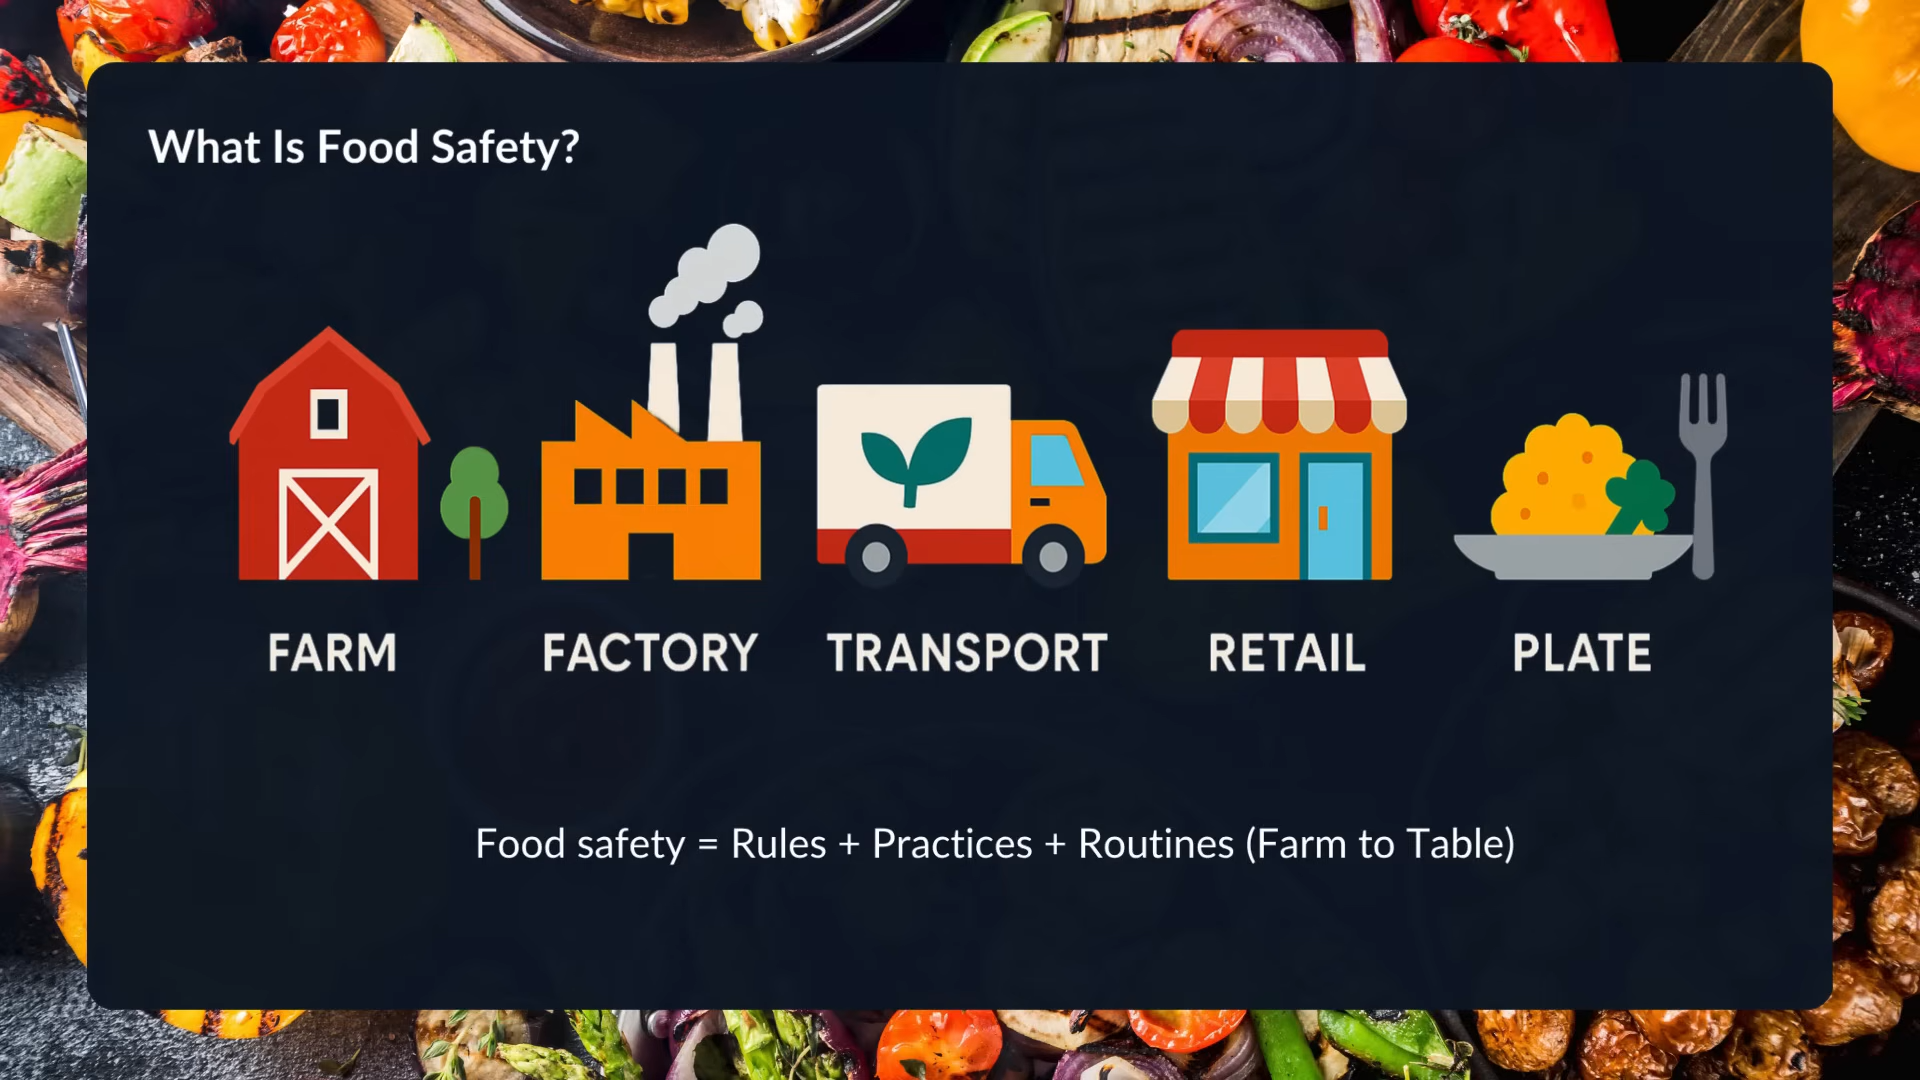 What Is Food Safety?
FARM
FACTORY
TRANSPORT
RETAIL
PLATE
Food safety = Rules + Practices + Routines (Farm to Table)